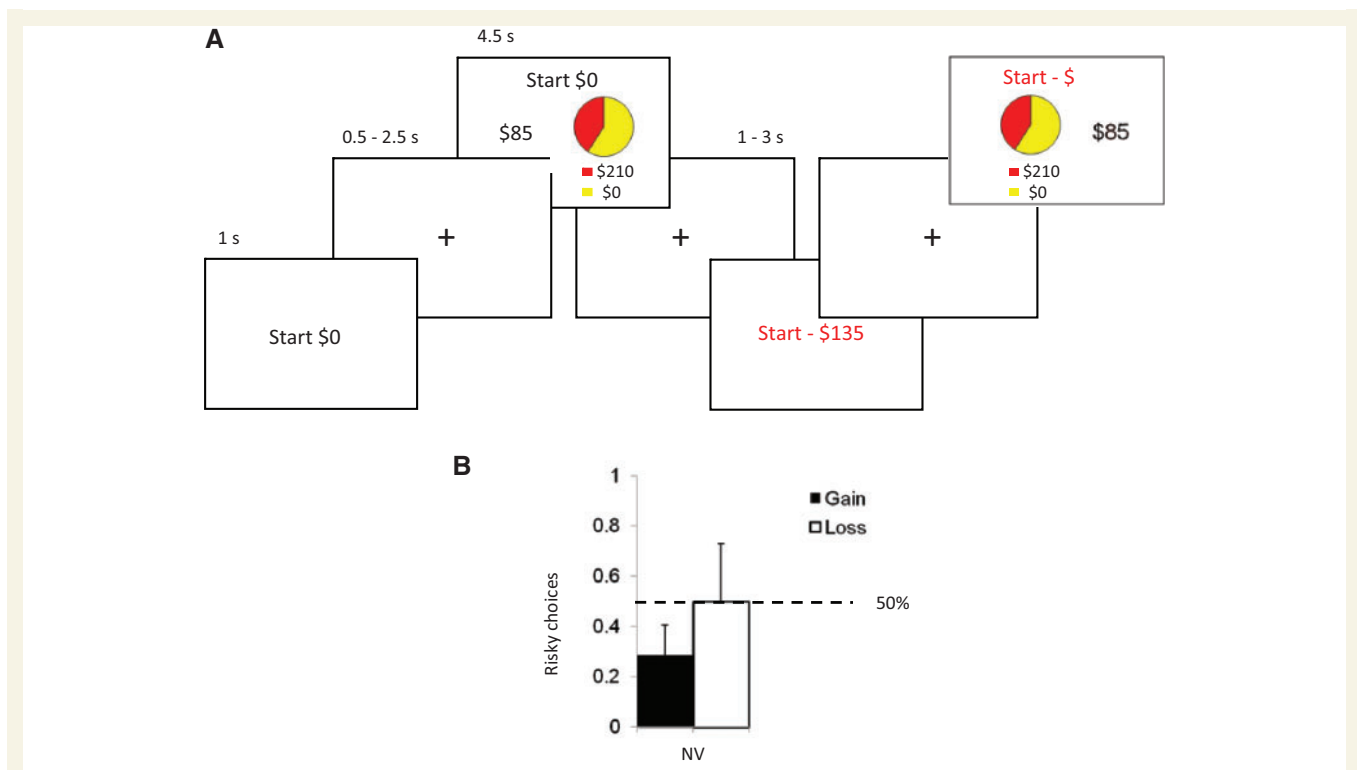 A
4.5 s
Start $0
$85
$210
$0
0.5 - 2.5 s
+
1 s
Start $0
1 - 3 s
+
Start - $135
+
Start - $
$85
$210
$0
B
1
0.8
0.6
0.4
0.2
0
Risky choices
Gain
Loss
50%
NV